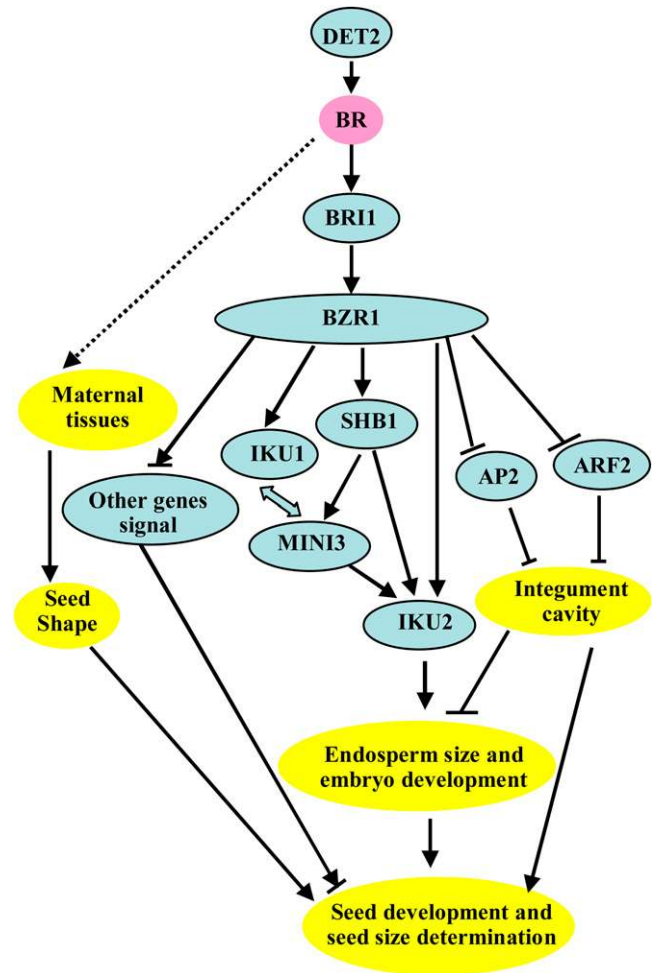 DET2
BR
BRI1
BZR1
Maternal
tissues
SHB1
IKU1
AP2
ARF2
Other genes
signal
MINI3
Seed
Shape
IKU2
Integument
cavity
Endosperm size and
embryo development
Seed development and
seed size determination